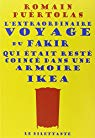 ROMAIN
PUÉRTOLAS
L'EXTRAORDINAIRE
VOYAGE
DU FAKIR
QUI ÉTAIT RESTÉ
COINCÉ DANS UNE
ARMOIRE
IKEA
LE DILETTANTE